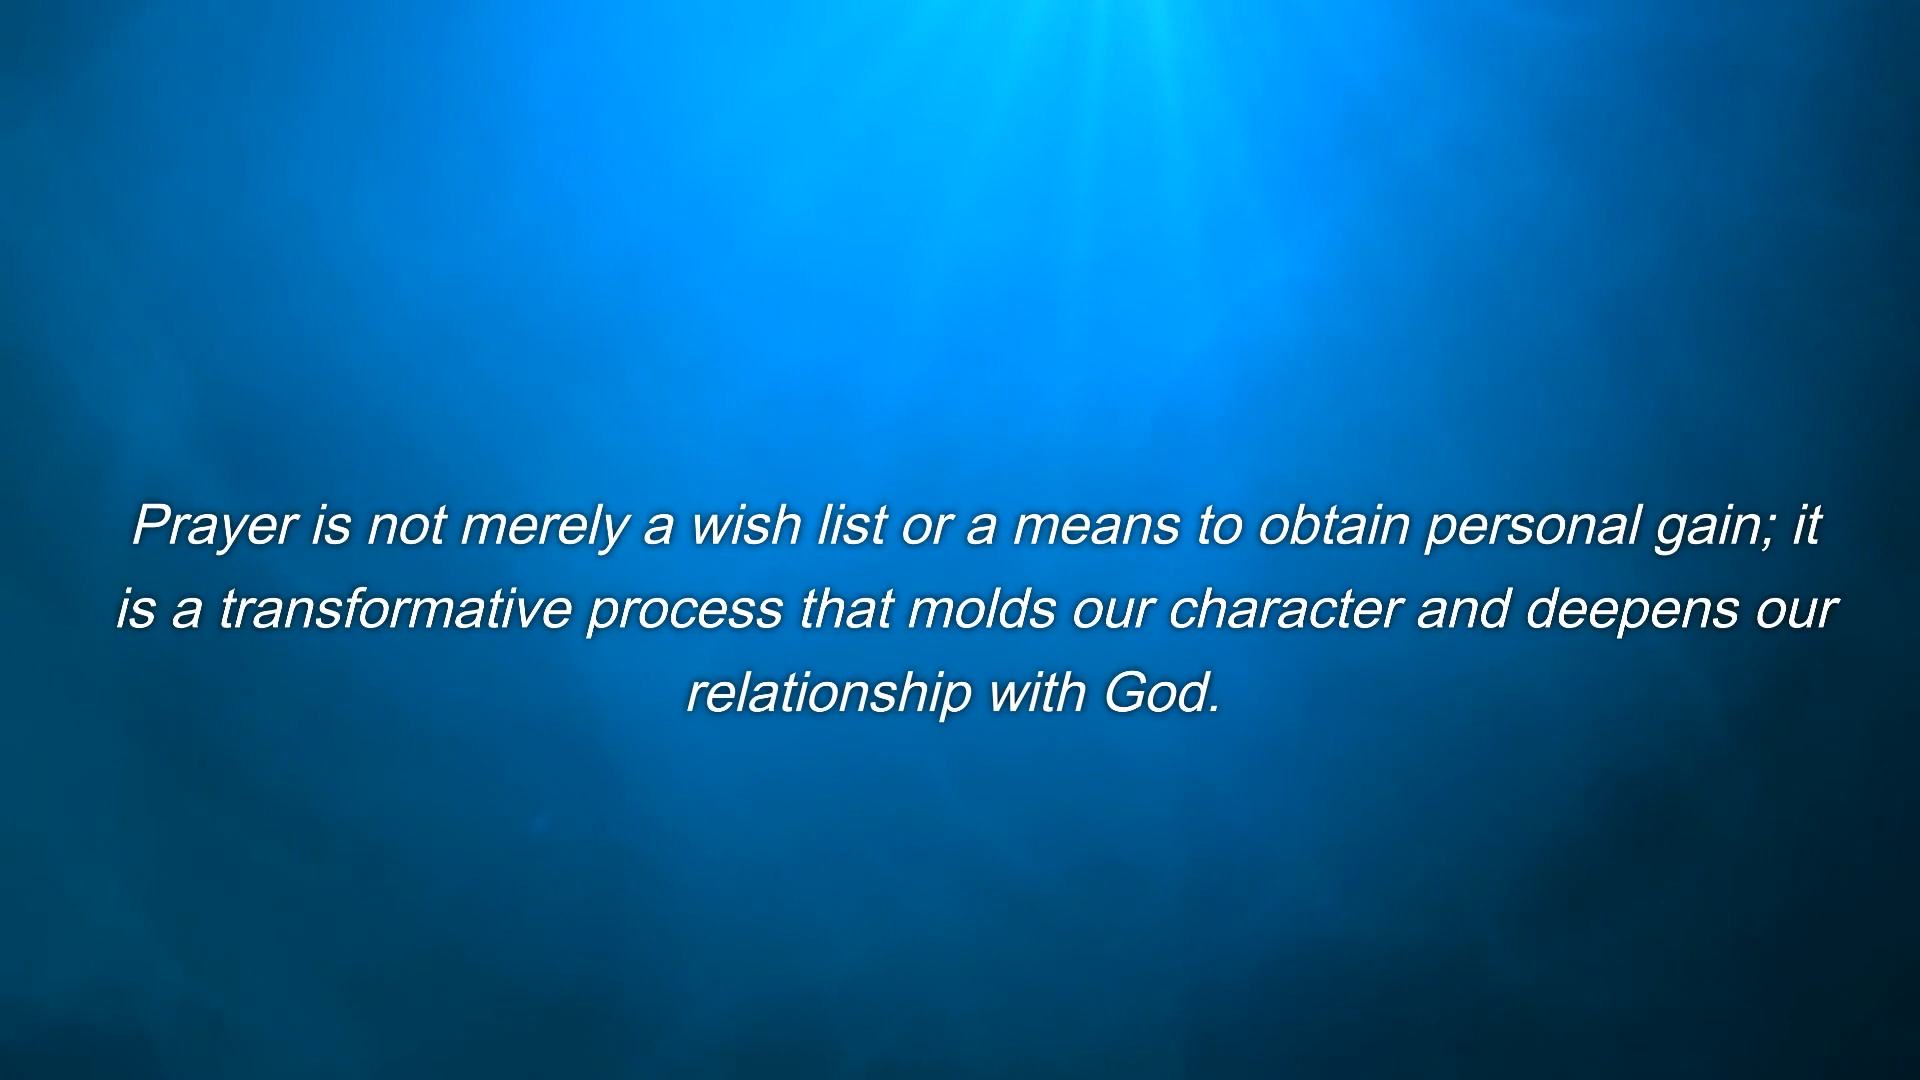 Prayer is not merely a wish list or a means to obtain personal gain; it
is a transformative process that molds our character and deepens our
relationship with God.